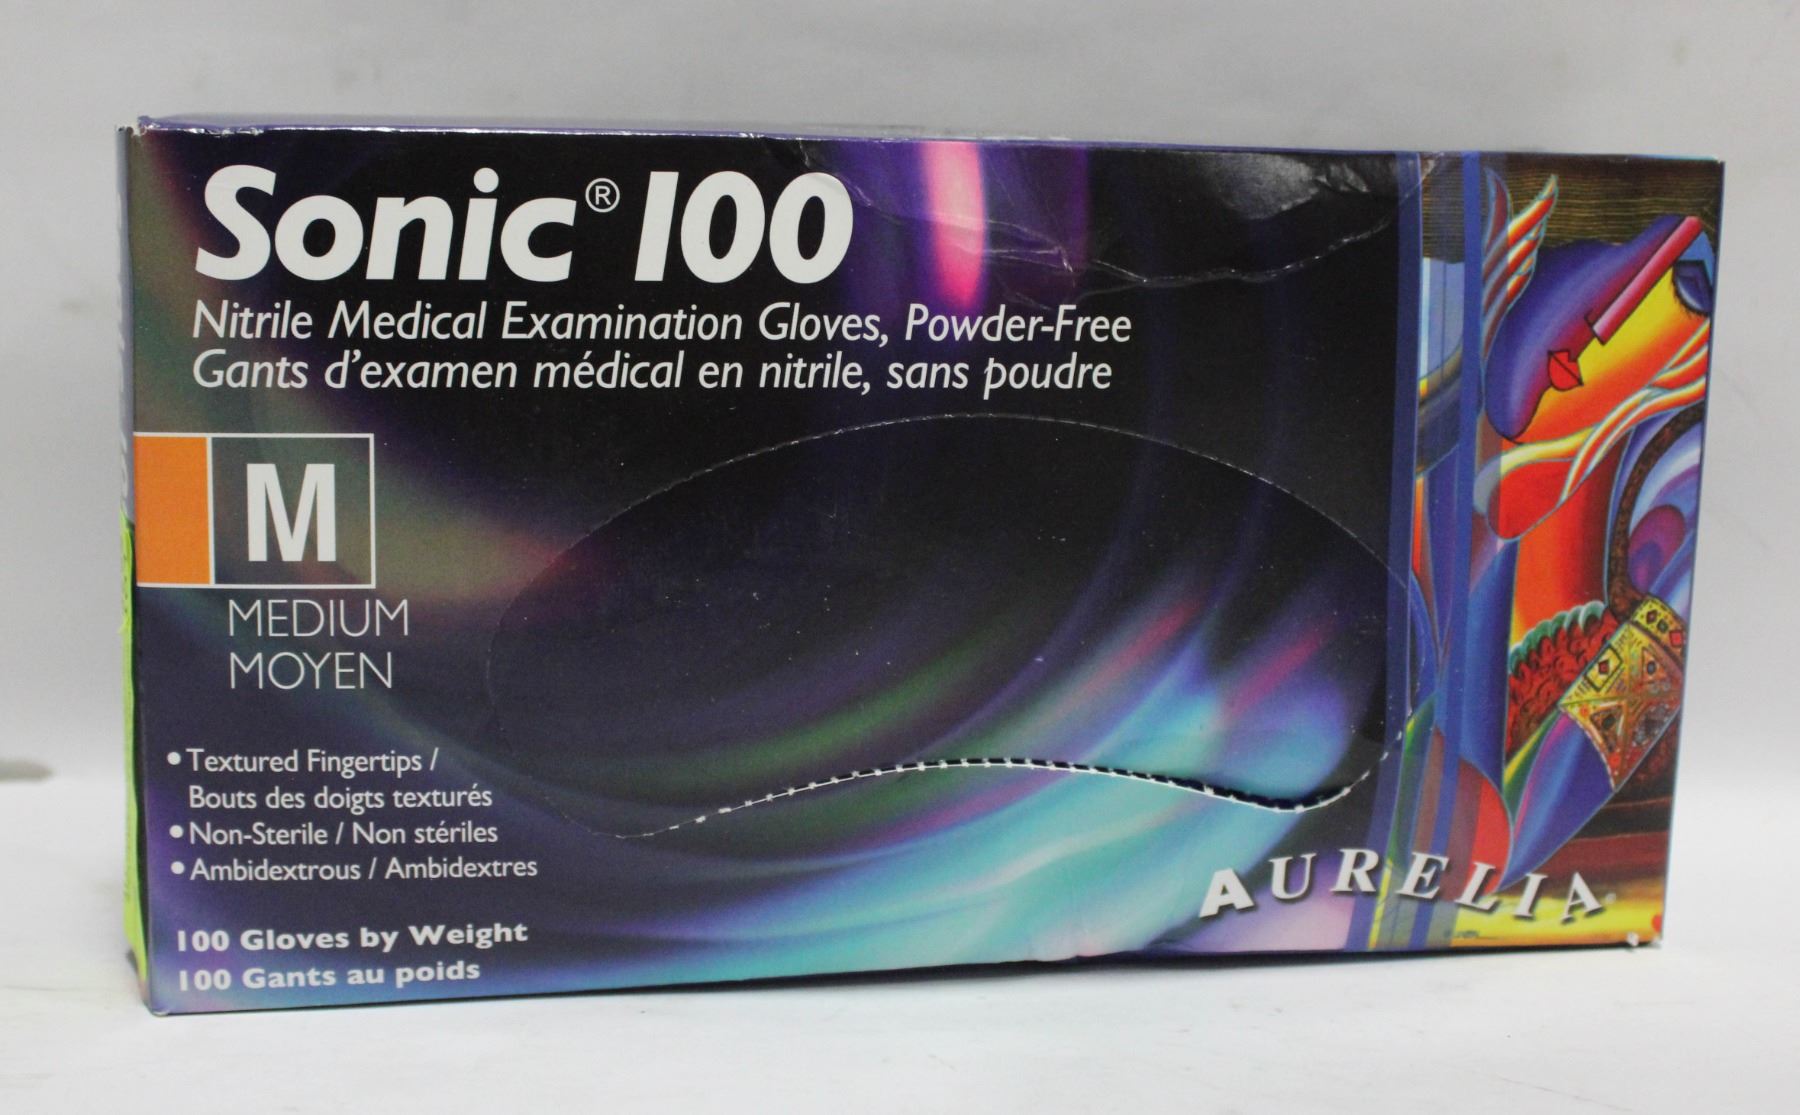 Sonic® 100
Nitrile Medical Examination Gloves, Powder-Free
Gants d'examen médical en nitrile, sans poudre
M
MEDIUM
MOYEN
• Textured Fingertips /
Bouts des doigts texturés
• Non-Sterile / Non stériles
• Ambidextrous / Ambidextres
100 Gloves by Weight
100 Gants au poids
AURELIA®